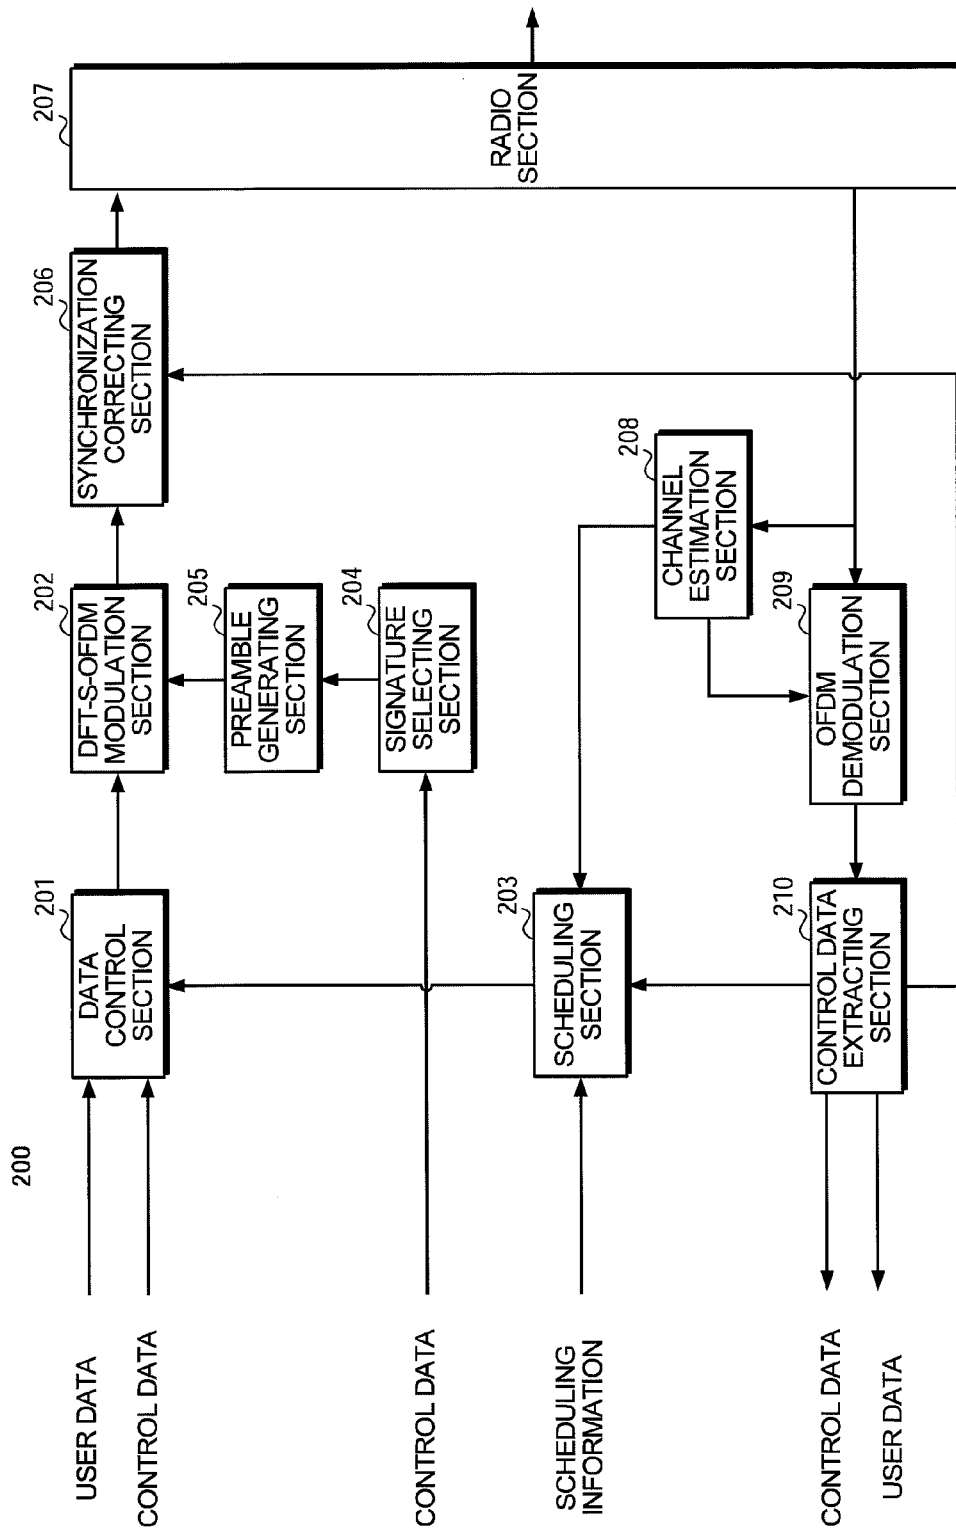 200
USER DATA
CONTROL DATA
201
DATA
CONTROL
SECTION
202
DFT-S-OFDM
MODULATION
SECTION
206
SYNCHRONIZATION
CORRECTING
SECTION
207
RADIO
SECTION
205
PREAMBLE
GENERATING
SECTION
CONTROL DATA
204
SIGNATURE
SELECTING
SECTION
SCHEDULING
INFORMATION
203
SCHEDULING
SECTION
208
CHANNEL
ESTIMATION
SECTION
CONTROL DATA
USER DATA
210
CONTROL DATA
EXTRACTING
SECTION
209
OFDM
DEMODULATION
SECTION